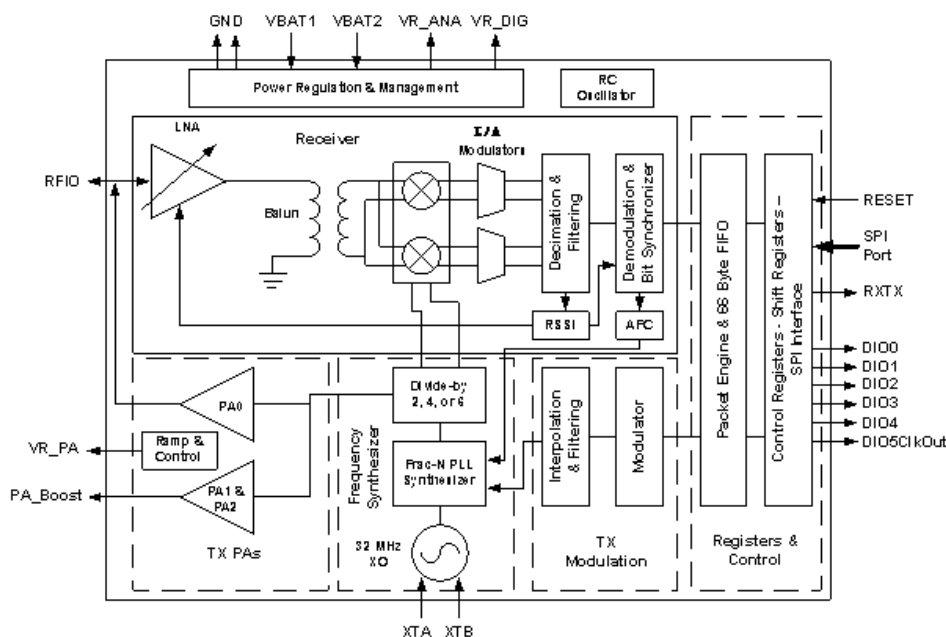 GND VBAT1 VBAT2 VR_ANA VR_DIG
Power Regulation & Management
RC
Oscillator
LNA
Receiver
Σ/Δ
Modulators
RFIO
Balun
Decimation &
Filtering
Demodulation &
Bit Synchronizer
RSSI
AFC
Packet Engine & 66 Byte FIFO
Control Registers - Shift Registers -
SPI Interface
RESET
SPI
Port
RXTX
DIO0
DIO1
DIO2
DIO3
DIO4
DIO5ClkOut
PA0
Ramp &
Control
VR_PA
PA1 &
PA2
PA_Boost
TX PAs
Divide-by
2, 4, or 6
Frequency
Synthesizer
Frac-N PLL
Synthesizer
32 MHz
XO
XTA XTB
Interpolation
& Filtering
Modulator
TX
Modulation
Registers &
Control